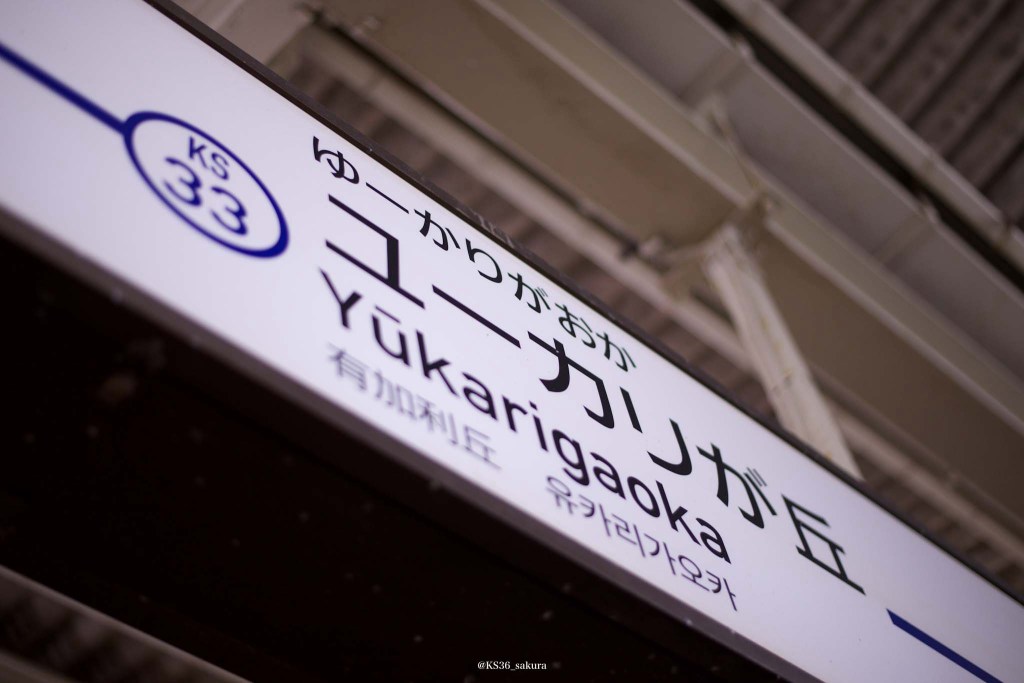 KS
33
ゆーかりがおか
ユーカリが丘
Yūkarigaoka
有加利丘
유카리가오카
@KS36_sakura